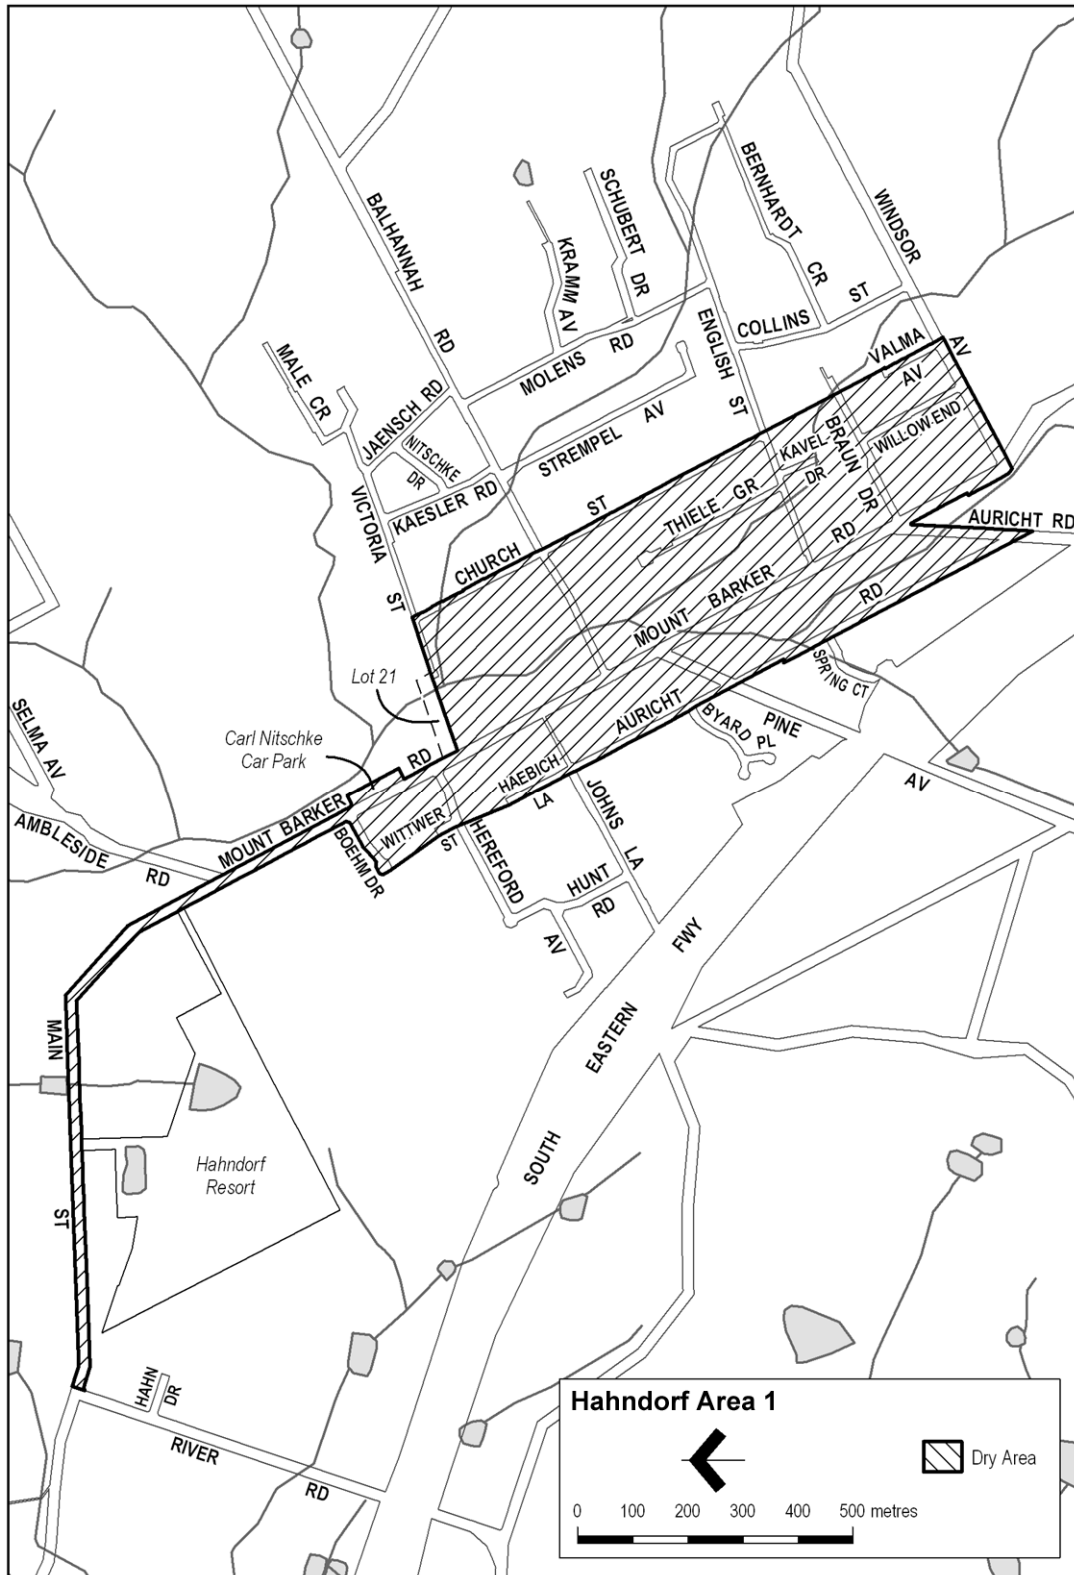 BALHANNAH
RD
SCHUBERT
DR
BERNHARDT
CR
WINDSOR
AV
KRAMM AV
COLLINS
ST
ENGLISH
ST
MOLENS
RD
MALE
CR
JAENSCH RD
NITSCHKE
DR
KAESLER RD
STREMPEL
AV
VALMA
AV
WILLOW END
KAVEL
DR
BRAUN
DR
THIELE
GR
VICTORIA
ST
CHURCH
ST
AURICHT RD
MOUNT BARKER
RD
Lot 21
AURICHT
RD
SPRING CT
BYARD
PL
PINE
AV
SELMA AV
Carl Nitschke
Car Park
RD
MOUNT BARKER
AMBLESIDE
RD
BOEHM DR
WITTWER
ST
HAEBICH
LA
HEREFORD
AV
JOHNS
LA
HUNT
RD
SOUTH
EASTERN
FWY
MAIN
ST
Hahndorf
Resort
HAHN
DR
RIVER
RD
Hahndorf Area 1
Dry Area
0 100 200 300 400 500 metres